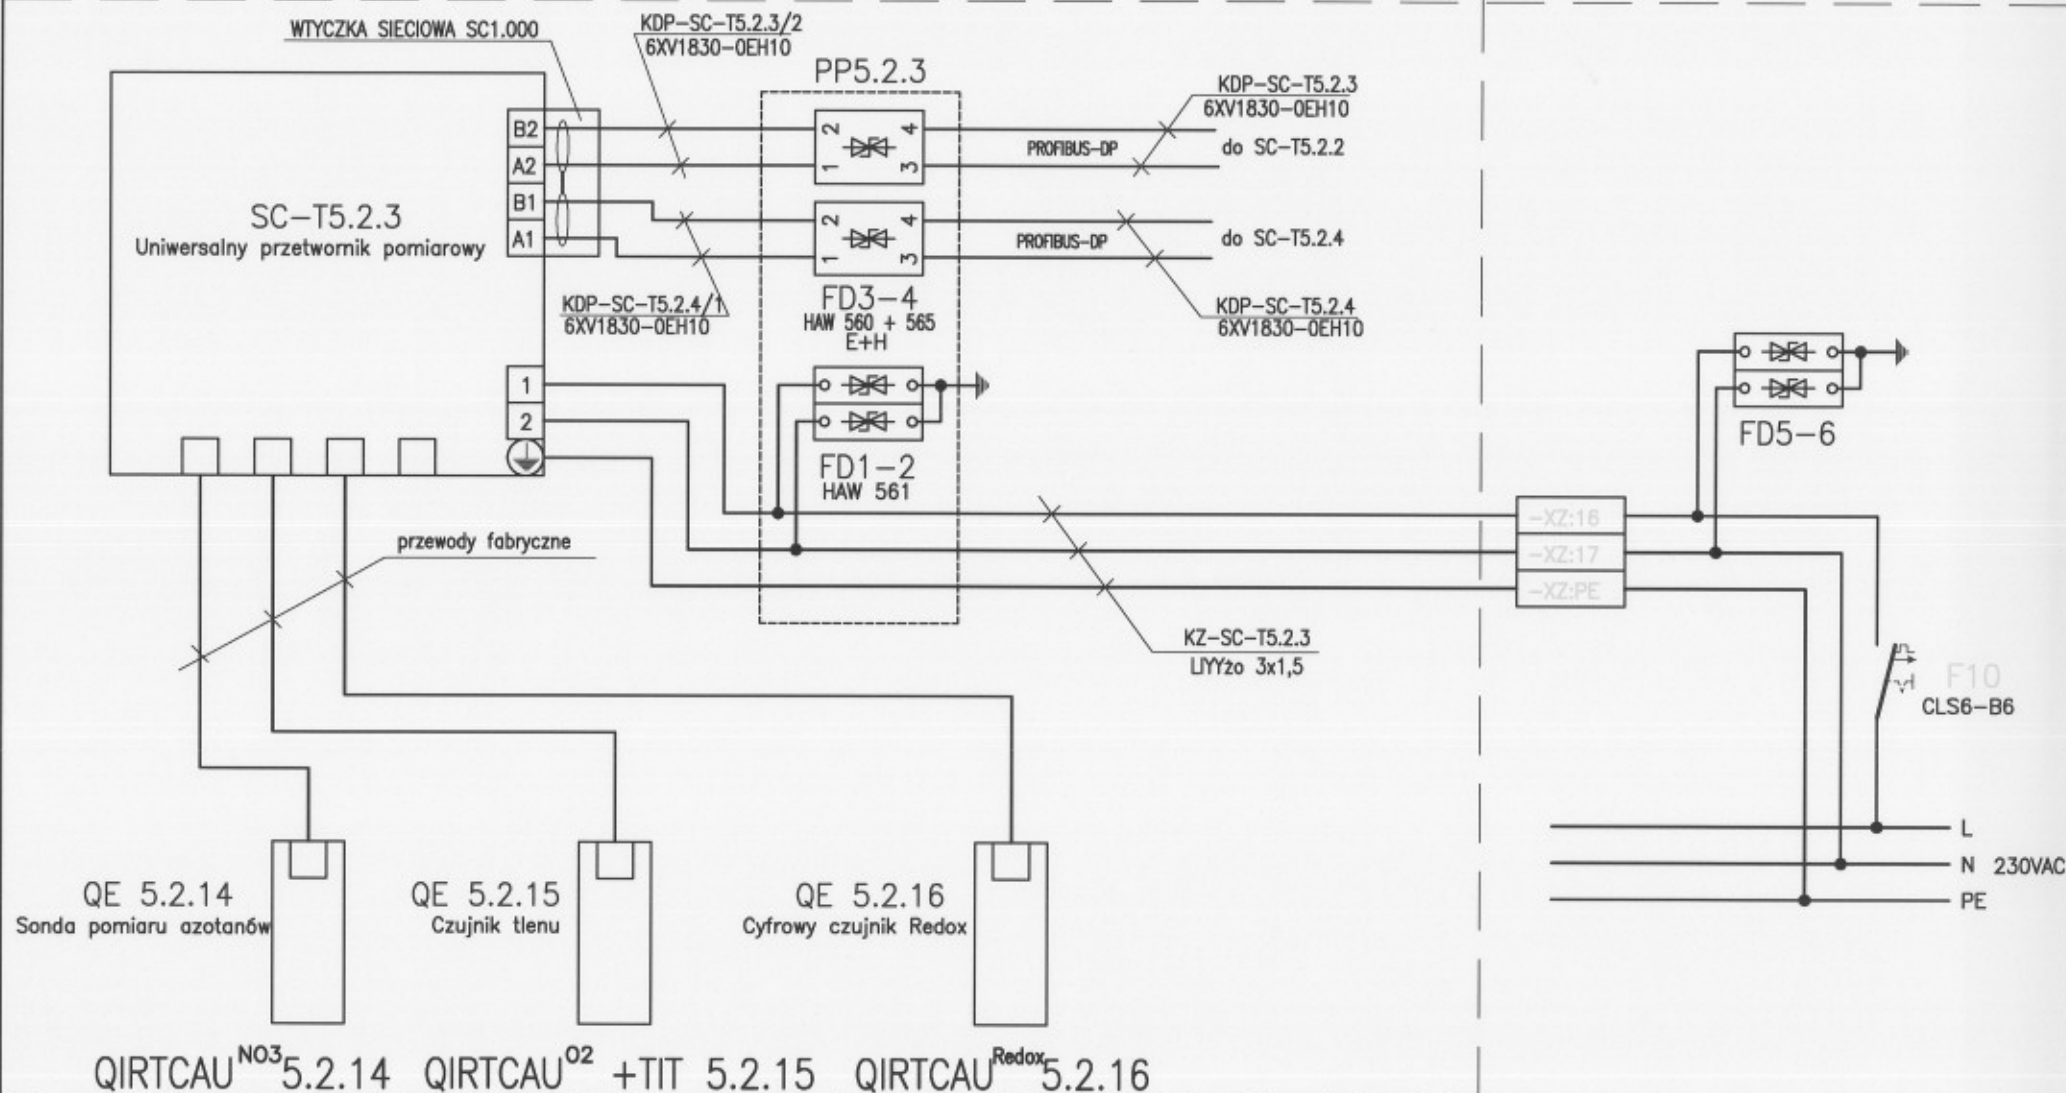 WTYCZKA SIECIOWA SC1.000
KDP-SC-T5.2.3/2
6XV1830-0EH10
PP5.2.3
KDP-SC-T5.2.3
6XV1830-0EH10
B2
A2
B1
A1
2
4
1
3
PROFIBUS-DP
do SC-T5.2.2
SC-T5.2.3
Uniwersalny przetwornik pomiarowy
2
4
1
3
PROFIBUS-DP
do SC-T5.2.4
KDP-SC-T5.2.4/1
6XV1830-0EH10
FD3-4
HAW 560 + 565
E+H
KDP-SC-T5.2.4
6XV1830-0EH10
1
2
FD1-2
HAW 561
FD5-6
przewody fabryczne
-XZ:16
-XZ:17
-XZ:PE
KZ-SC-T5.2.3
LIYYżo 3x1,5
F10
CLS6-B6
L
N 230VAC
PE
QE 5.2.14
Sonda pomiaru azotanów
QE 5.2.15
Czujnik tlenu
QE 5.2.16
Cyfrowy czujnik Redox
QIRTCAU NO3 5.2.14
QIRTCAU O2 +TIT 5.2.15
QIRTCAU Redox 5.2.16